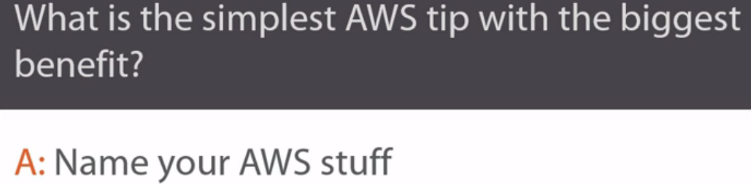 What is the simplest AWS tip with the biggest
benefit?
A: Name your AWS stuff